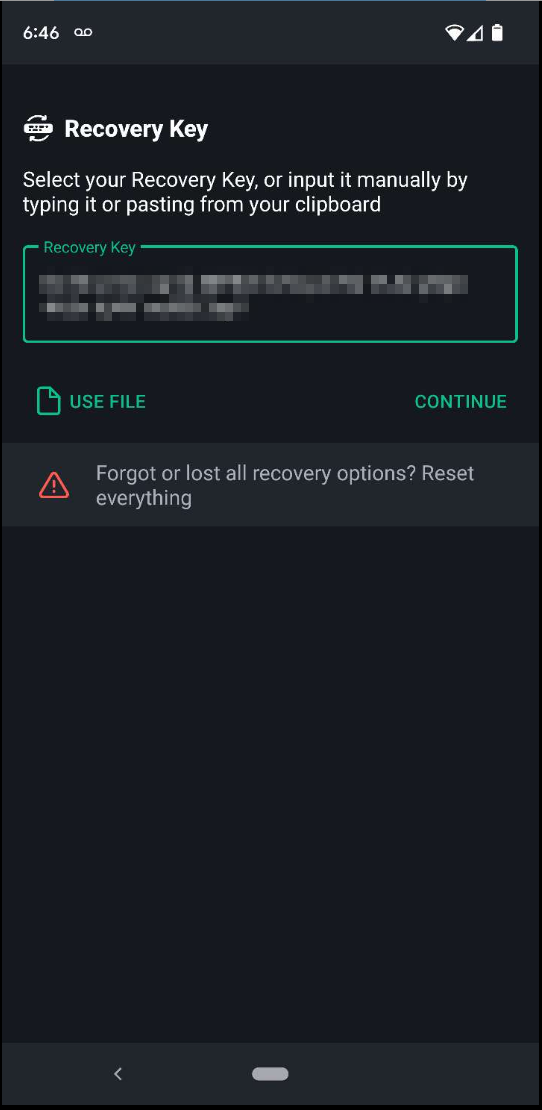 6:46
Recovery Key
Select your Recovery Key, or input it manually by
typing it or pasting from your clipboard
Recovery Key
USE FILE
CONTINUE
Forgot or lost all recovery options? Reset
everything